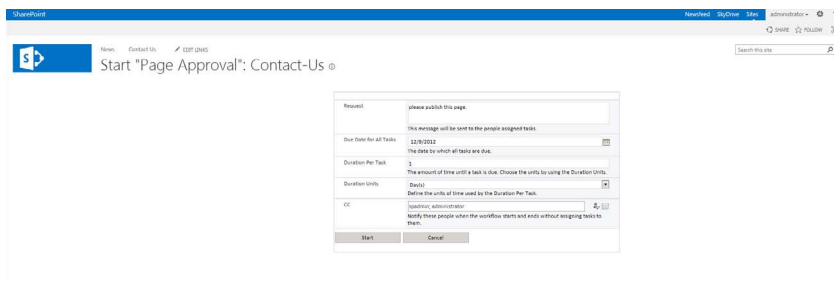 SharePoint
Newsfeed SkyDrive Sites administrator
SHARE FOLLOW
News Contact Us EDIT LINKS
Search this site
Start "Page Approval": Contact-Us
Request
please publish this page.
This message will be sent to the people assigned tasks.
Due Date for All Tasks
12/9/2012
The date by which all tasks are due.
Duration Per Task
1
The amount of time until a task is due. Choose the units by using the Duration Units.
Duration Units
Day(s)
Define the units of time used by the Duration Per Task.
CC
spadmin; administrator
Notify these people when the workflow starts and ends without assigning tasks to
them.
Start Cancel